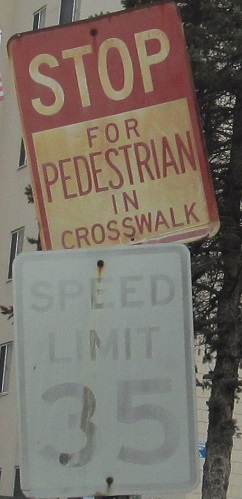 STOP
FOR
PEDESTRIAN
IN
CROSSWALK
SPEED
LIMIT
35